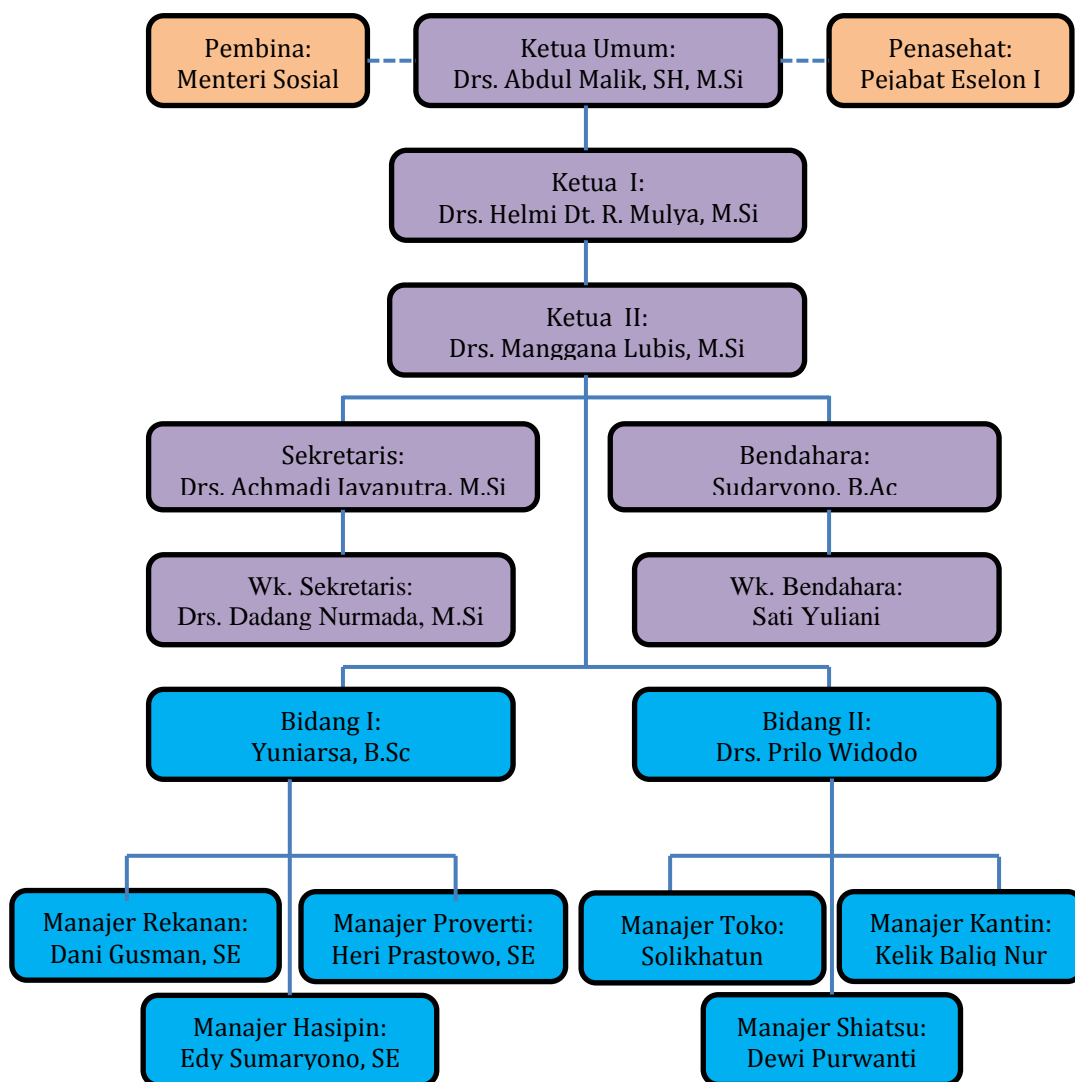 Pembina:
Menteri Sosial
Ketua Umum:
Drs. Abdul Malik, SH, M.Si
Penasehat:
Pejabat Eselon I
Ketua I:
Drs. Helmi Dt. R. Mulya, M.Si
Ketua II:
Drs. Manggana Lubis, M.Si
Sekretaris:
Drs. Achmadi Jayaputra, M.Si
Bendahara:
Sudaryono, B.Ac
Wk. Sekretaris:
Drs. Dadang Nurmada, M.Si
Wk. Bendahara:
Sati Yuliani
Bidang I:
Yuniarsa, B.Sc
Bidang II:
Drs. Prilo Widodo
Manajer Rekanan:
Dani Gusman, SE
Manajer Proverti:
Heri Prastowo, SE
Manajer Toko:
Solikhatun
Manajer Kantin:
Kelik Baliq Nur
Manajer Hasipin:
Edy Sumaryono, SE
Manajer Shiatsu:
Dewi Purwanti